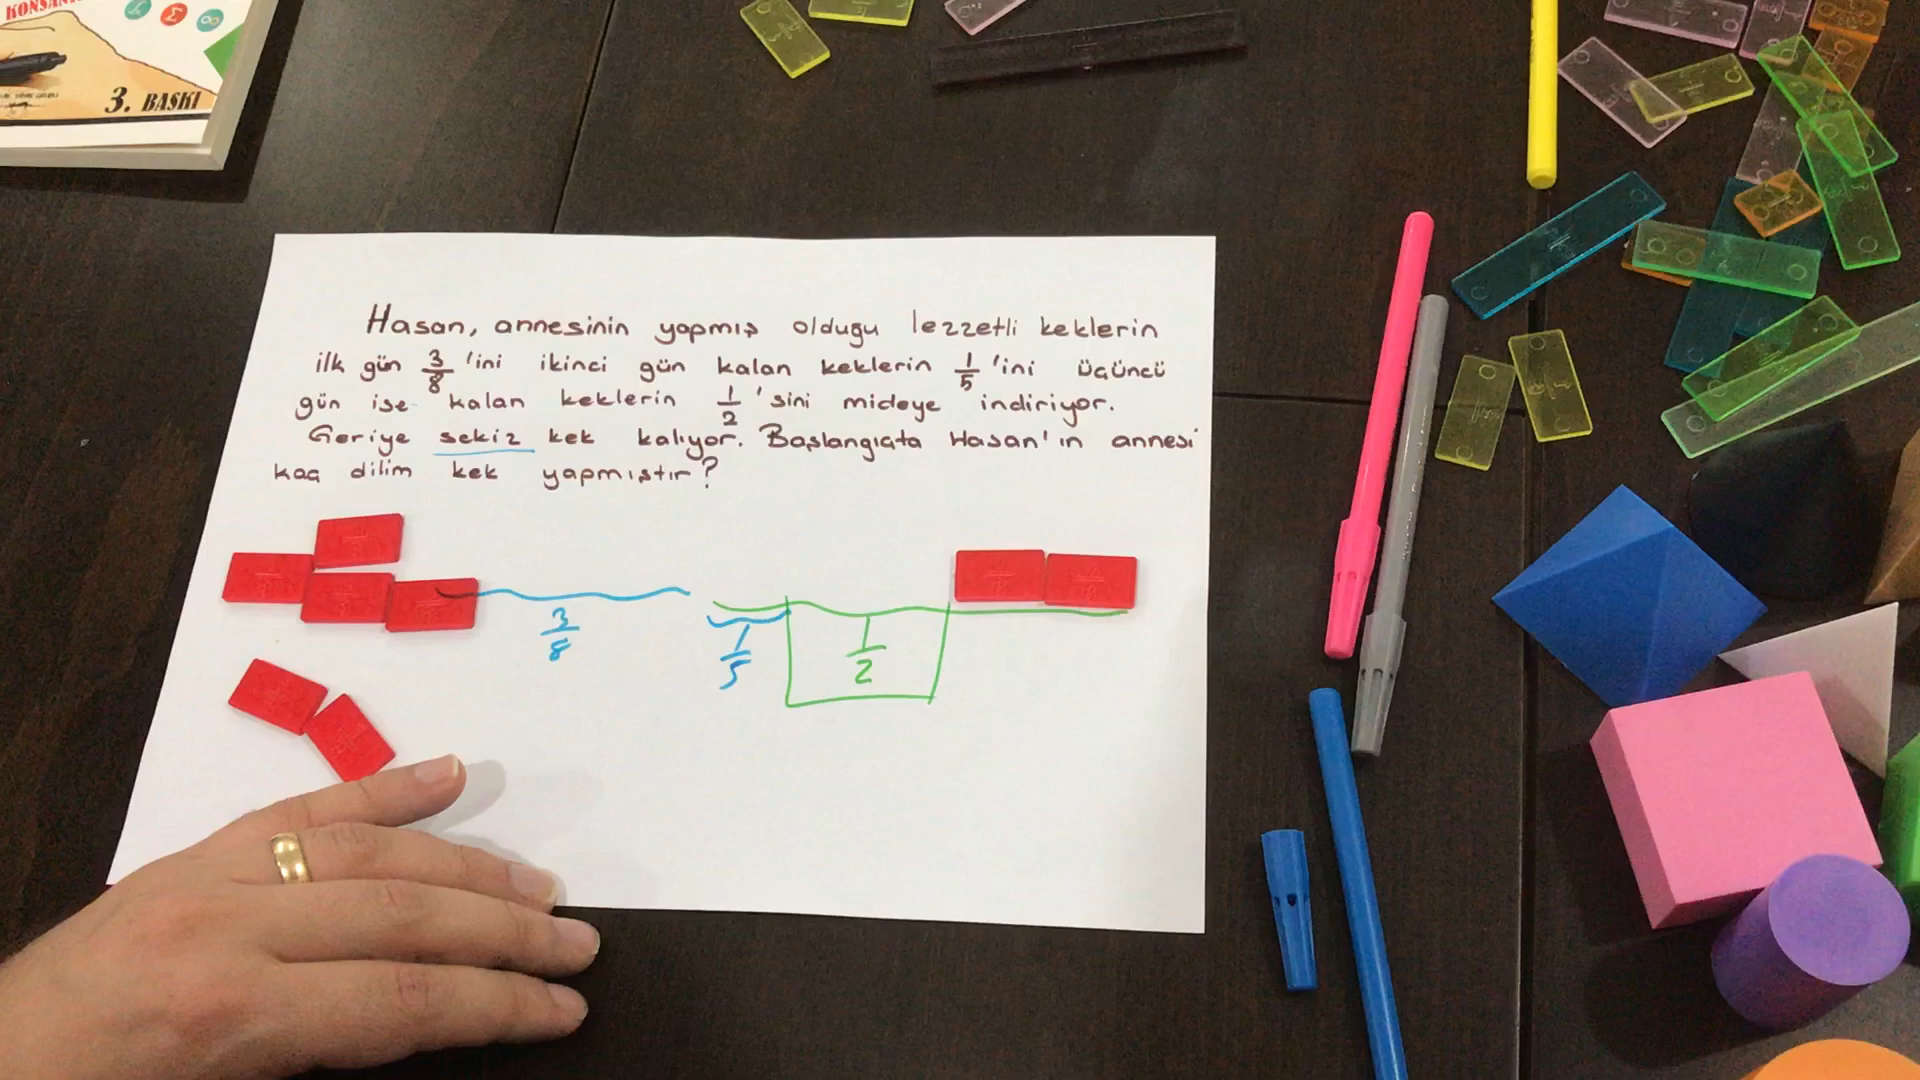 KONSAN
3. BASKI
Hasan, annesinin yapmış olduğu lezzetli keklerin
ilk gün 3/8 'ini ikinci gün kalan keklerin 1/5 'ini üçüncü
gün ise kalan keklerin 1/2 'sini mideye indiriyor.
Geriye sekiz kek kalıyor. Başlangıçta Hasan'ın annesi
kaç dilim kek yapmıştır?
3/8
1/5
1/2